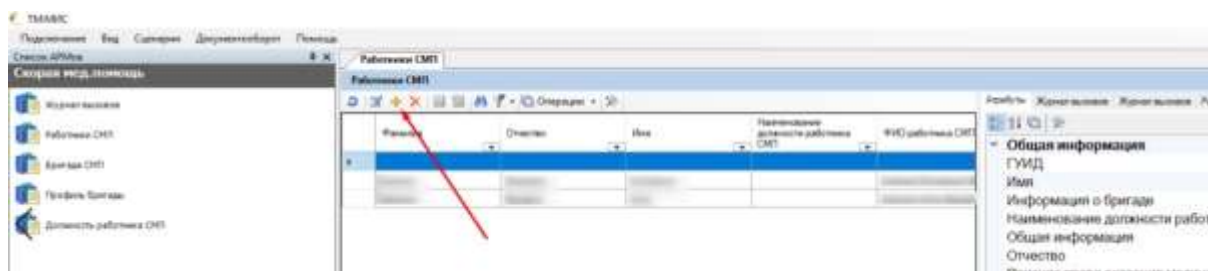 ТМ:МИС
Подключение Вид Сценарии Документооборот Помощь
Список АРМов
Работники СМП
Скорая мед.помощь
Работники СМП
Журнал вызовов
Операции
Атрибуты Журнал вызовов Журнал вызовов
Работники СМП
Фамилия Отчество Имя Наименование должности работника СМП ФИО работника СМП
Общая информация
ГУИД
Бригада СМП
Имя
Профиль бригады
Информация о бригаде
Наименование должности работ
Должность работника СМП
Общая информация
Отчество